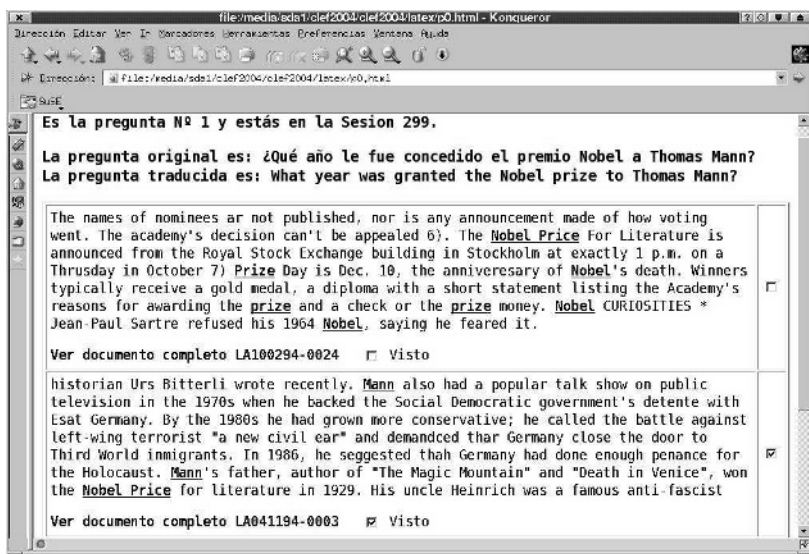 file:/media/sda1/clef2004/clef2004/latex/p0.html - Konqueror
Dirección Editar Ver Ir Marcadores Herramientas Preferencias Ventana Ayuda
Dirección: file:/media/sda1/clef2004/clef2004/latex/p0.html
SuSE
Es la pregunta Nº 1 y estás en la Sesion 299.
La pregunta original es: ¿Qué año le fue concedido el premio Nobel a Thomas Mann?
La pregunta traducida es: What year was granted the Nobel prize to Thomas Mann?
The names of nominees ar not published, nor is any announcement made of how voting
went. The academy's decision can't be appealed 6}. The Nobel Price For Literature is
announced from the Royal Stock Exchange building in Stockholm at exactly 1 p.m. on a
Thrusday in October 7) Prize Day is Dec. 10, the anniveresary of Nobel's death. Winners
typically receive a gold medal, a diploma with a short statement listing the Academy's
reasons for awarding the prize and a check or the prize money. Nobel CURIOSITIES *
Jean-Paul Sartre refused his 1964 Nobel, saying he feared it.
Ver documento completo LA100294-0024 Visto
historian Urs Bitterli wrote recently. Mann also had a popular talk show on public
television in the 1970s when he backed the Social Democratic government's detente with
Esat Germany. By the 1980s he had grown more conservative; he called the battle against
left-wing terrorist "a new civil ear" and demandced thar Germany close the door to
Third World inmigrants. In 1986, he seggested thah Germany had done enough penance for
the Holocaust. Mann's father, author of "The Magic Mountain" and "Death in Venice", won
the Nobel Price for literature in 1929. His uncle Heinrich was a famous anti-fascist
Ver documento completo LA041194-0003 Visto